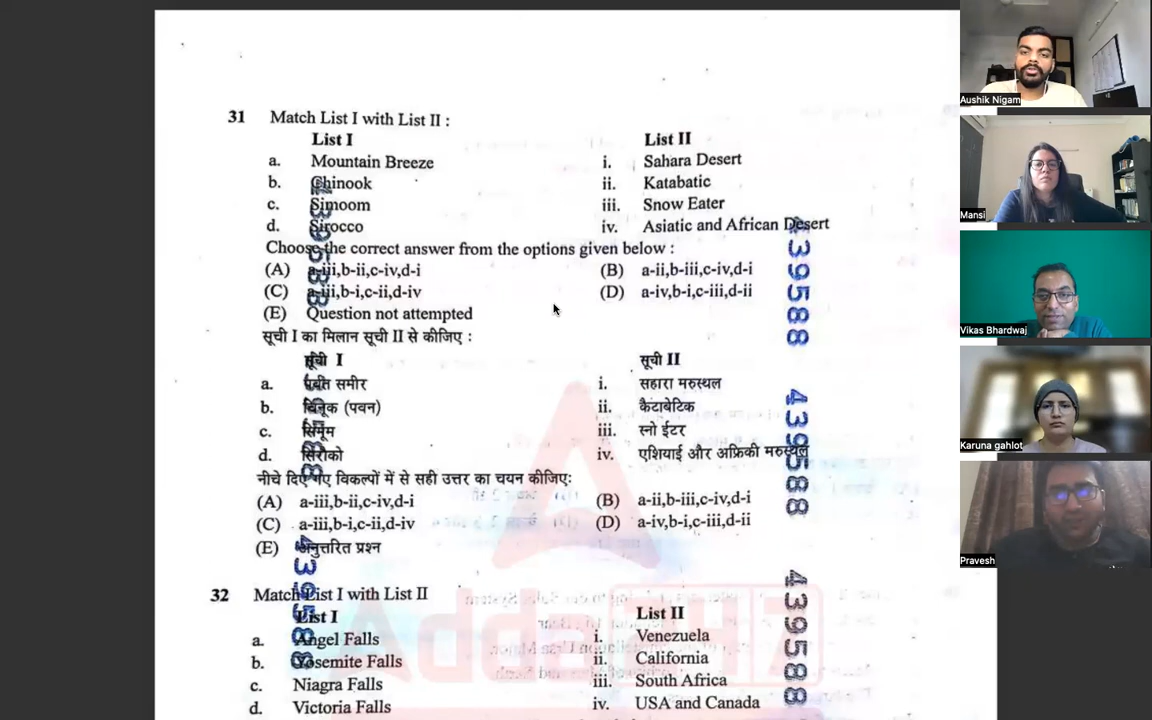 31 Match List I with List II :
List I List II
a. Mountain Breeze i. Sahara Desert
b. Chinook ii. Katabatic
c. Simoom iii. Snow Eater
d. Sirocco iv. Asiatic and African Desert
Choose the correct answer from the options given below :
(A) a-iii,b-ii,c-iv,d-i (B) a-ii,b-iii,c-iv,d-i
(C) a-iii,b-i,c-ii,d-iv (D) a-iv,b-i,c-iii,d-ii
(E) Question not attempted
सूची I का मिलान सूची II से कीजिए :
सूची I सूची II
a. पर्वत समीर i. सहारा मरुस्थल
b. चिनूक (पवन) ii. कैटाबेटिक
c. सिमूम iii. स्नो ईटर
d. सिरोको iv. एशियाई और अफ्रिकी मरुस्थल
नीचे दिए गए विकल्पों में से सही उत्तर का चयन कीजिए:
(A) a-iii,b-ii,c-iv,d-i (B) a-ii,b-iii,c-iv,d-i
(C) a-iii,b-i,c-ii,d-iv (D) a-iv,b-i,c-iii,d-ii
(E) अनुत्तरित प्रश्न
32 Match List I with List II
List I List II
a. Angel Falls i. Venezuela
b. Yosemite Falls ii. California
c. Niagra Falls iii. South Africa
d. Victoria Falls iv. USA and Canada
439588
439588
439588
439588
439588
439588
Adda247
Aushik Nigam
Mansi
Vikas Bhardwaj
Karuna gahlot
Pravesh